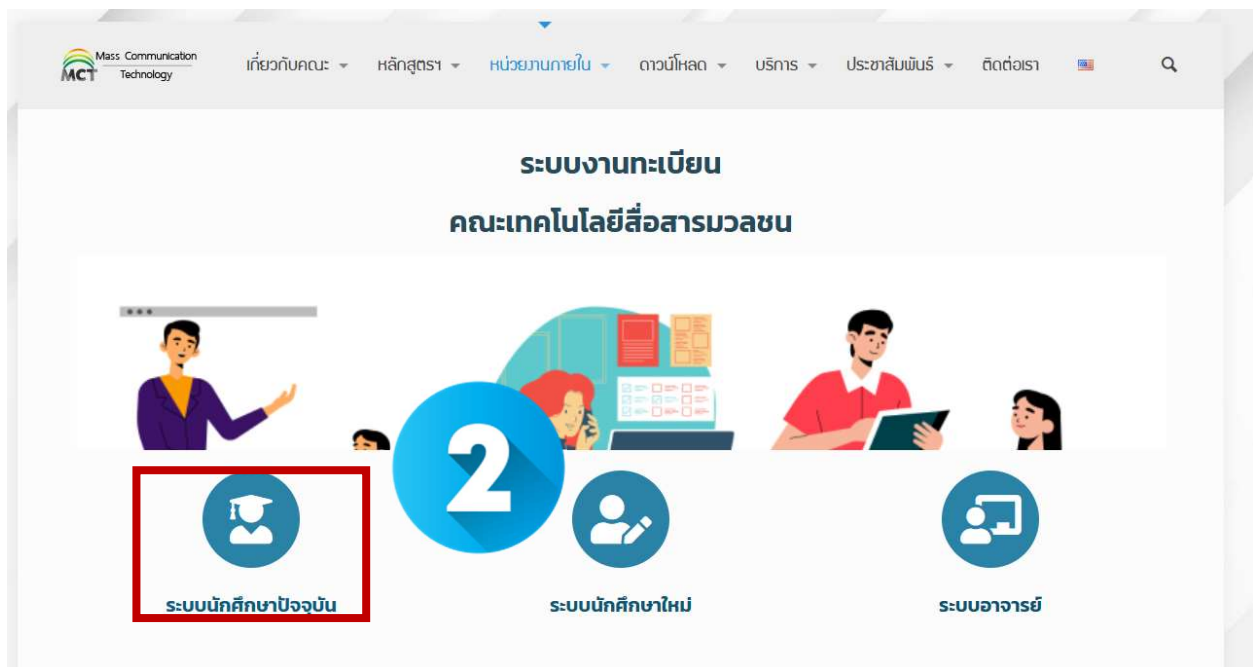 Mass Communication
MCT Technology
เกี่ยวกับคณะ หลักสูตรฯ หน่วยงานภายใน ดาวน์โหลด บริการ ประชาสัมพันธ์ ติดต่อเรา
ระบบงานทะเบียน
คณะเทคโนโลยีสื่อสารมวลชน
2
ระบบนักศึกษาปัจจุบัน ระบบนักศึกษาใหม่ ระบบอาจารย์